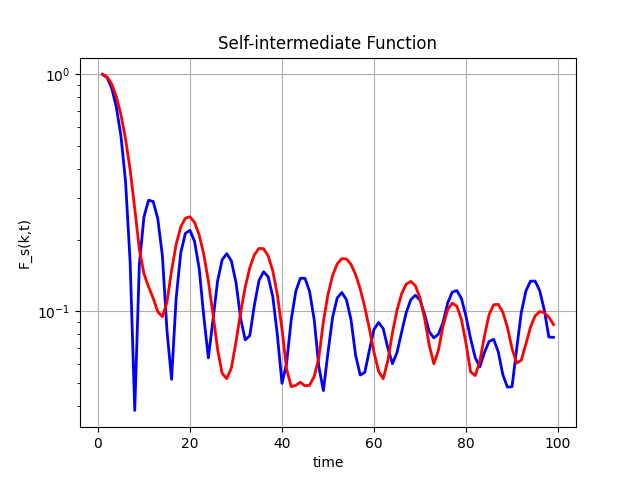 Self-intermediate Function
F_s(k,t)
10⁰
10⁻¹
0 20 40 60 80 100
time